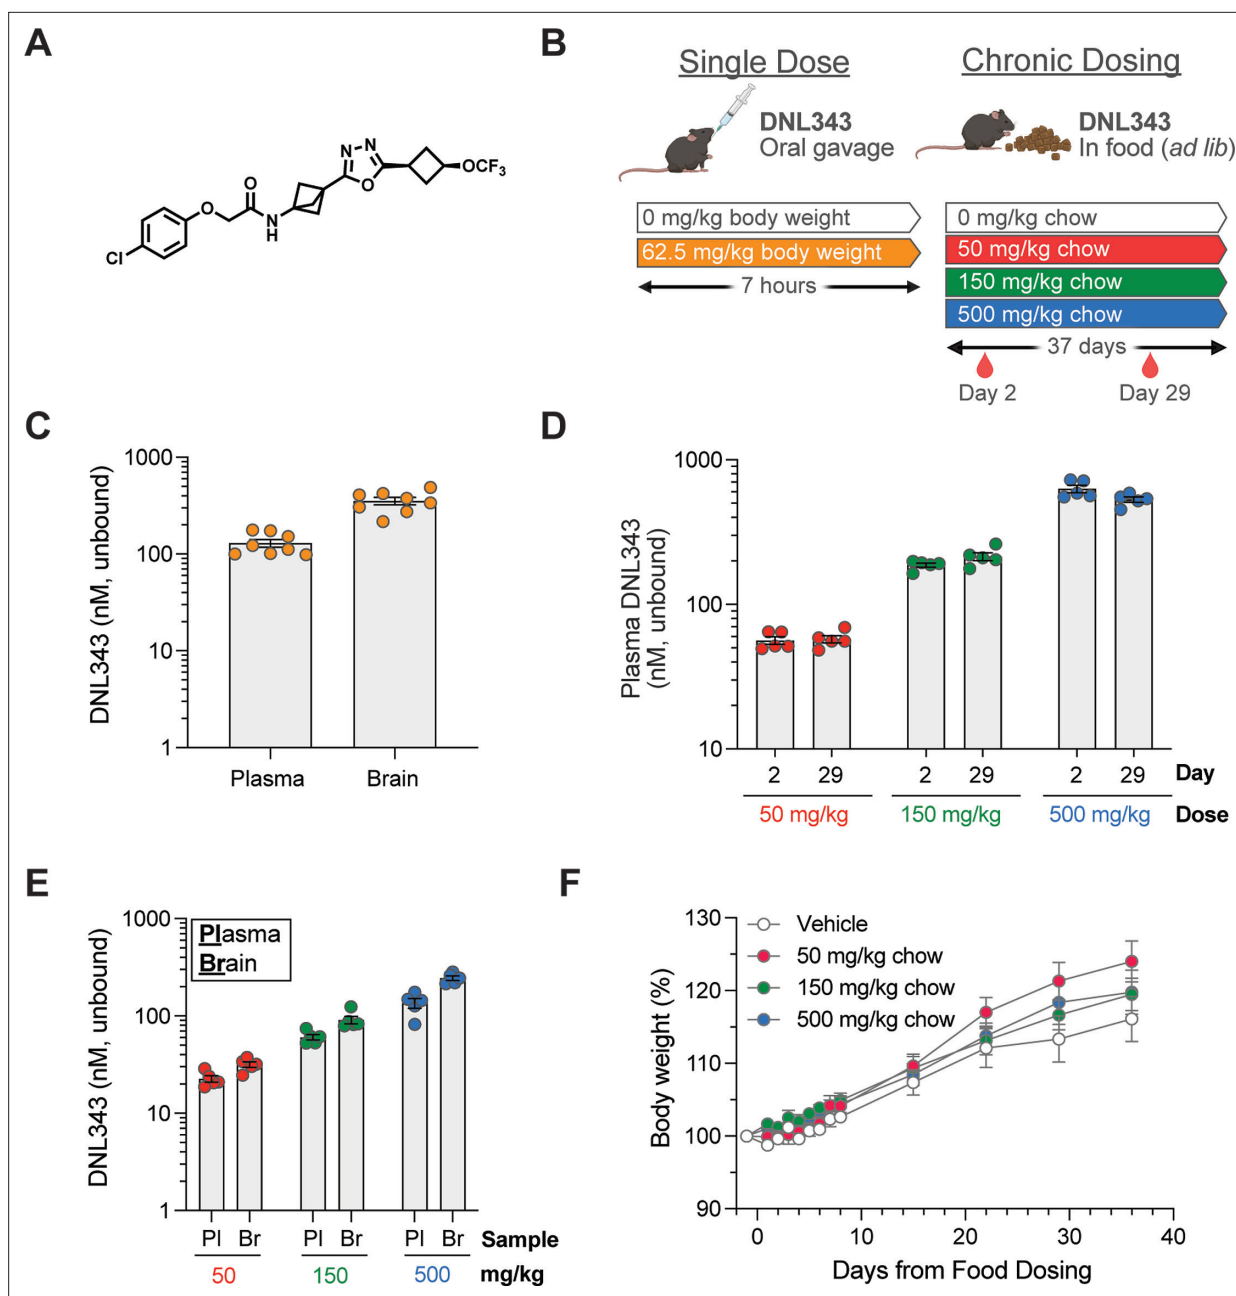 A
N N
O
OCF3
O
O
N
H
Cl
B
Single Dose
DNL343
Oral gavage
0 mg/kg body weight
62.5 mg/kg body weight
7 hours
Chronic Dosing
DNL343
In food (ad lib)
0 mg/kg chow
50 mg/kg chow
150 mg/kg chow
500 mg/kg chow
37 days
Day 2 Day 29
C
DNL343 (nM, unbound)
1000
100
10
1
Plasma Brain
D
Plasma DNL343
(nM, unbound)
1000
100
10
2 29 2 29 2 29 Day
50 mg/kg 150 mg/kg 500 mg/kg Dose
E
DNL343 (nM, unbound)
1000
100
10
1
Plasma
Brain
Pl Br Pl Br Pl Br Sample
50 150 500 mg/kg
F
Body weight (%)
130
120
110
100
90
Vehicle
50 mg/kg chow
150 mg/kg chow
500 mg/kg chow
0 10 20 30 40
Days from Food Dosing